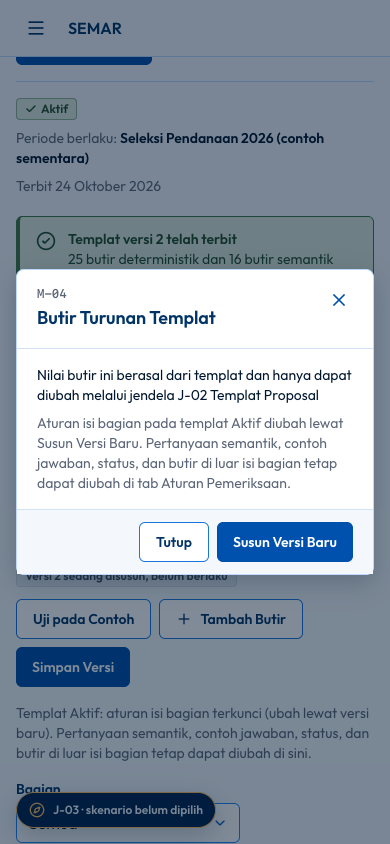 SEMAR
Aktif
Periode berlaku: Seleksi Pendanaan 2026 (contoh
sementara)
Terbit 24 Oktober 2026
Templat versi 2 telah terbit
25 butir deterministik dan 16 butir semantik
M-04
Butir Turunan Templat
Nilai butir ini berasal dari templat dan hanya dapat
diubah melalui jendela J-02 Templat Proposal
Aturan isi bagian pada templat Aktif diubah lewat
Susun Versi Baru. Pertanyaan semantik, contoh
jawaban, status, dan butir di luar isi bagian tetap
dapat diubah di tab Aturan Pemeriksaan.
Tutup
Susun Versi Baru
Versi 2 sedang disusun, belum berlaku
Uji pada Contoh
Tambah Butir
Simpan Versi
Templat Aktif: aturan isi bagian terkunci (ubah lewat versi
baru). Pertanyaan semantik, contoh jawaban, status, dan
butir di luar isi bagian tetap dapat diubah di sini.
Bagian
J-03 · skenario belum dipilih